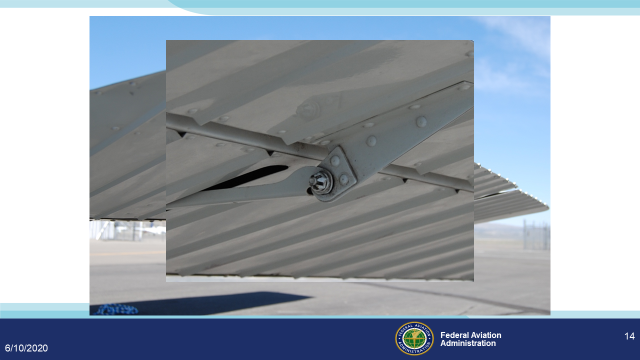 6/10/2020
Federal Aviation
Administration
14